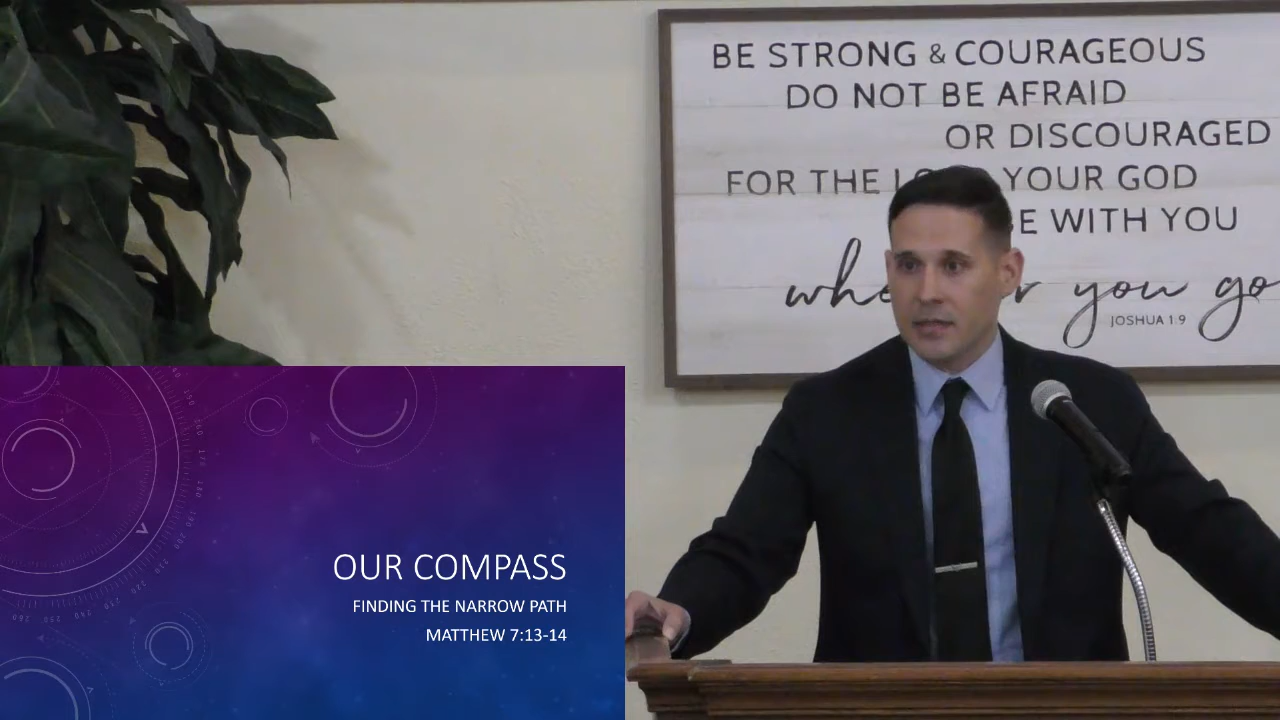 BE STRONG & COURAGEOUS
DO NOT BE AFRAID
OR DISCOURAGED
FOR THE YOUR GOD
WITH YOU
you go
JOSHUA 1:9
OUR COMPASS
FINDING THE NARROW PATH
MATTHEW 7:13-14